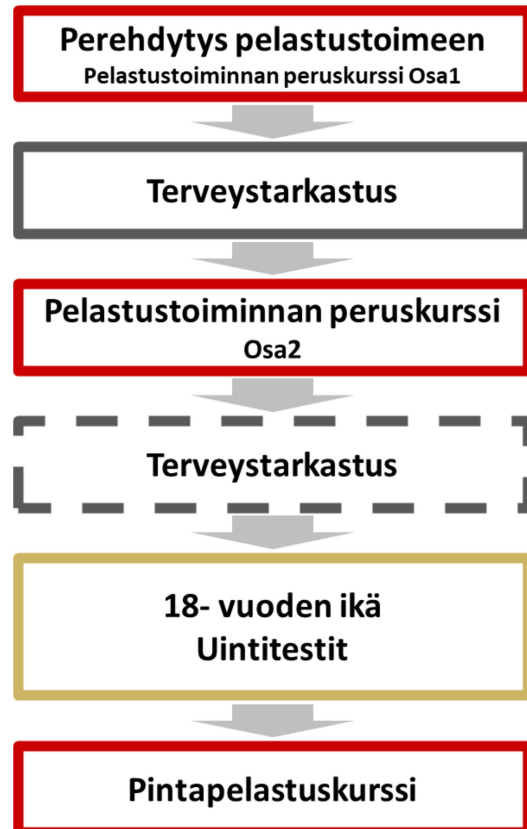 Perehdytys pelastustoimeen
Pelastustoiminnan peruskurssi Osa1
Terveystarkastus
Pelastustoiminnan peruskurssi
Osa2
Terveystarkastus
18- vuoden ikä
Uintitestit
Pintapelastuskurssi